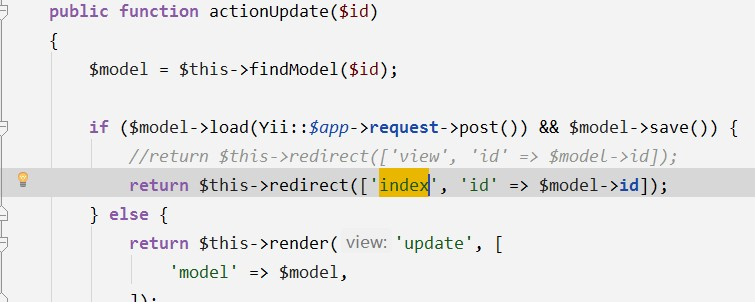 public function actionUpdate($id)
{
$model = $this->findModel($id);
if ($model->load(Yii::$app->request->post()) && $model->save()) {
//return $this->redirect(['view', 'id' => $model->id]);
return $this->redirect(['index', 'id' => $model->id]);
} else {
return $this->render( view: 'update', [
'model' => $model,
]);